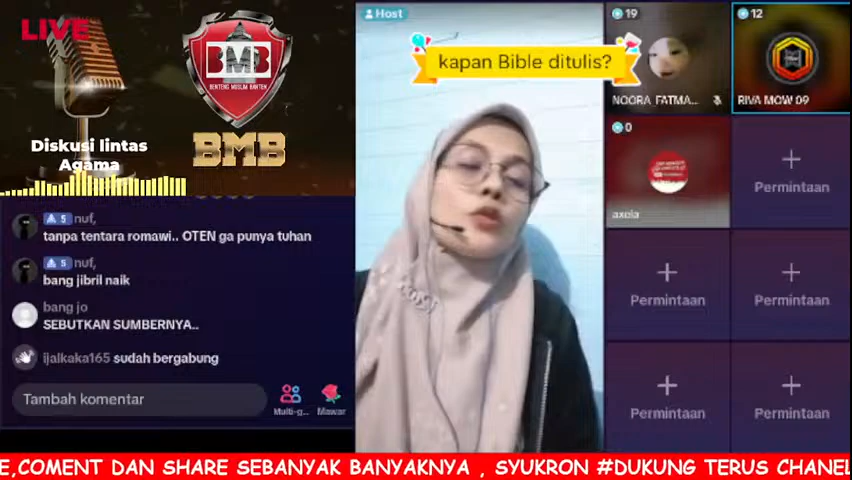 LIVE
BMB
BENTENG MUSLIM BANTEN
Diskusi lintas
Agama
BMB
5 nuf,
tanpa tentara romawi.. OTEN ga punya tuhan
5 nuf,
bang jibril naik
bang jo
SEBUTKAN SUMBERNYA..
ijalkaka165 sudah bergabung
Tambah komentar
Multi-g...
Mawar
Host
kapan Bible ditulis?
19
NOORA FATMA...
12
RIVA MOW 09
0
axela
Permintaan
Permintaan
Permintaan
Permintaan
Permintaan
E,COMENT DAN SHARE SEBANYAK BANYAKNYA , SYUKRON #DUKUNG TERUS CHANEL